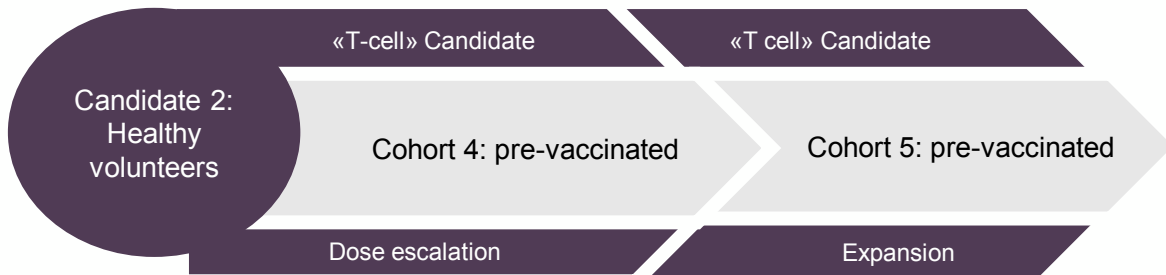 «T-cell» Candidate
«T cell» Candidate
Candidate 2:
Healthy
volunteers
Cohort 4: pre-vaccinated
Cohort 5: pre-vaccinated
Dose escalation
Expansion